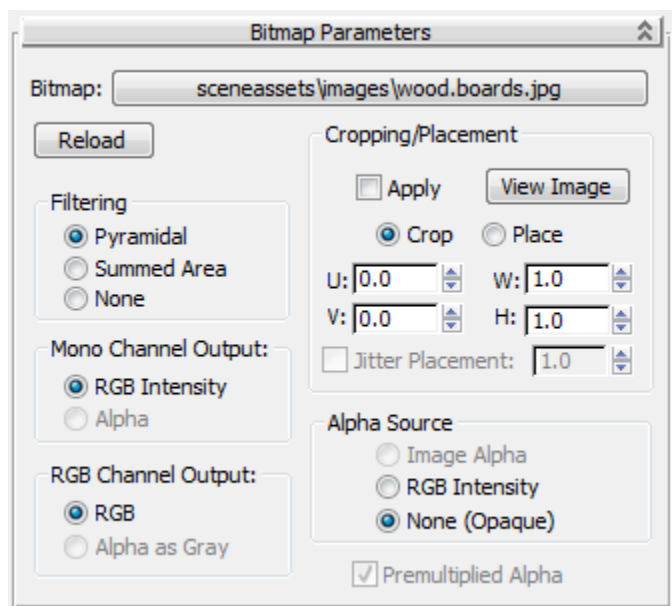 Bitmap Parameters
Bitmap: sceneassets\images\wood.boards.jpg
Reload
Filtering
Pyramidal
Summed Area
None
Mono Channel Output:
RGB Intensity
Alpha
RGB Channel Output:
RGB
Alpha as Gray
Cropping/Placement
Apply View Image
Crop Place
U: 0.0 W: 1.0
V: 0.0 H: 1.0
Jitter Placement: 1.0
Alpha Source
Image Alpha
RGB Intensity
None (Opaque)
Premultiplied Alpha